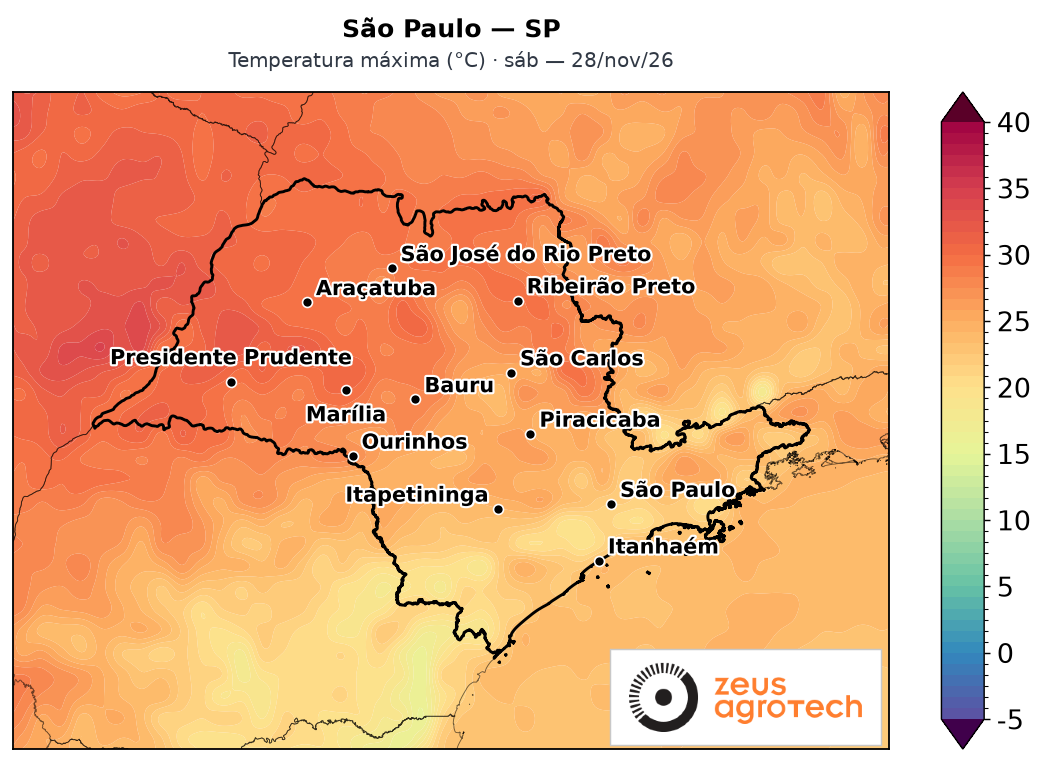 São Paulo — SP
Temperatura máxima (°C) · sáb — 28/nov/26
São José do Rio Preto
Araçatuba
Ribeirão Preto
Presidente Prudente
São Carlos
Bauru
Marília
Piracicaba
Ourinhos
Itapetininga
São Paulo
Itanhaém
40
35
30
25
20
15
10
5
0
-5
zeus
agrotech